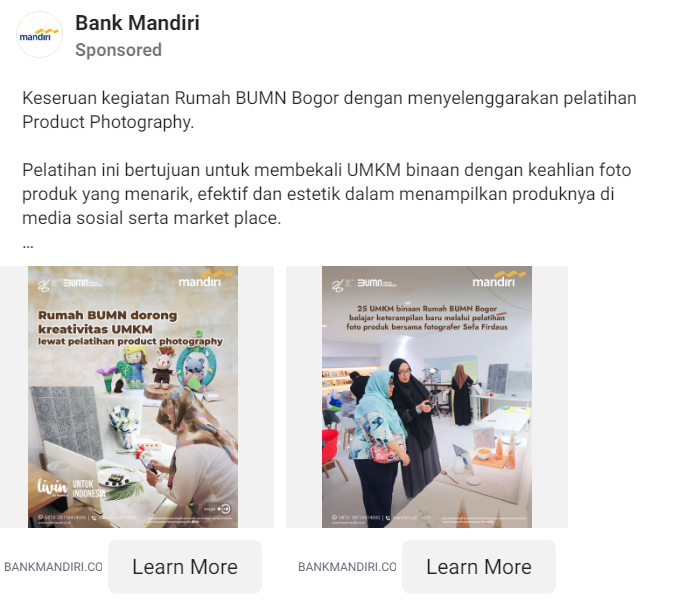 mandiri
Bank Mandiri
Sponsored
Keseruan kegiatan Rumah BUMN Bogor dengan menyelenggarakan pelatihan
Product Photography.
Pelatihan ini bertujuan untuk membekali UMKM binaan dengan keahlian foto
produk yang menarik, efektif dan estetik dalam menampilkan produknya di
media sosial serta market place.
...
BUMN
mandiri
Rumah BUMN dorong
kreativitas UMKM
lewat pelatihan product photography
livin'
UNTUK
INDONESIA
BUMN
mandiri
25 UMKM binaan Rumah BUMN Bogor
belajar keterampilan baru melalui pelatihan
foto produk bersama fotografer Sefa Firdaus
BANKMANDIRI.CO
Learn More
BANKMANDIRI.CO
Learn More